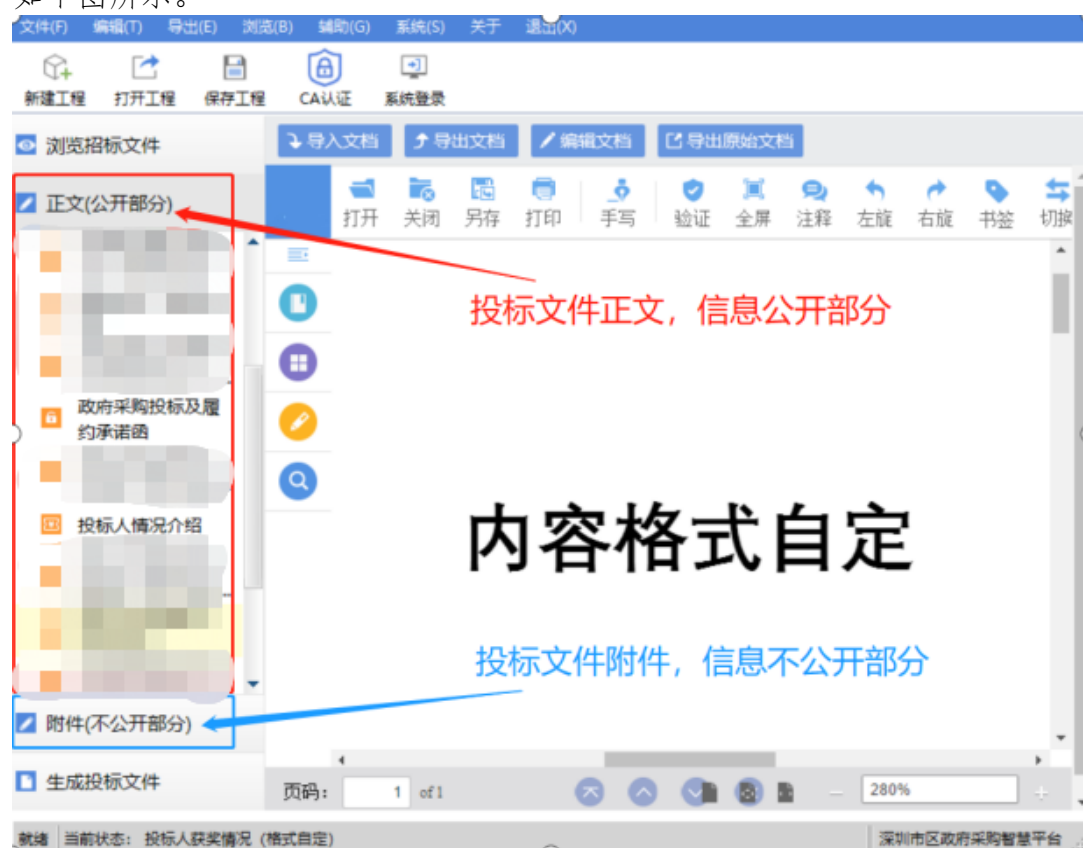 如下图所示。
文件(F) 编辑(T) 导出(E) 浏览(B) 辅助(G) 系统(S) 关于 退出(X)
新建工程 打开工程 保存工程 CA认证 系统登录
浏览招标文件
导入文档 导出文档 编辑文档 导出原始文档
正文(公开部分)
打开 关闭 另存 打印 手写 验证 全屏 注释 左旋 右旋 书签 切换
投标文件正文，信息公开部分
政府采购投标及履
约承诺函
投标人情况介绍
内容格式自定
投标文件附件，信息不公开部分
附件(不公开部分)
生成投标文件
页码: 1 of 1 280%
就绪 当前状态: 投标人获奖情况 (格式自定) 深圳市区政府采购智慧平台